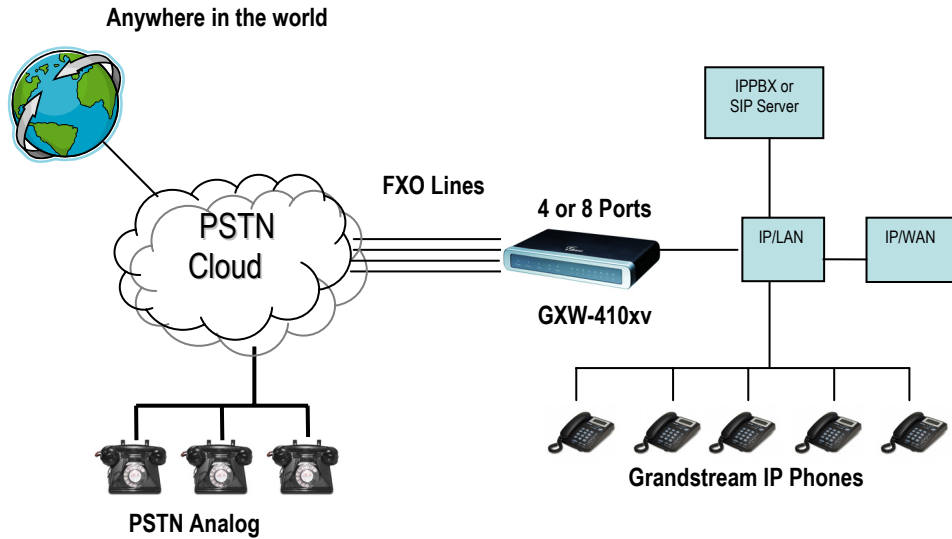 Anywhere in the world
IPPBX or
SIP Server
FXO Lines
4 or 8 Ports
PSTN
Cloud
IP/LAN
IP/WAN
GXW-410xv
Grandstream IP Phones
PSTN Analog